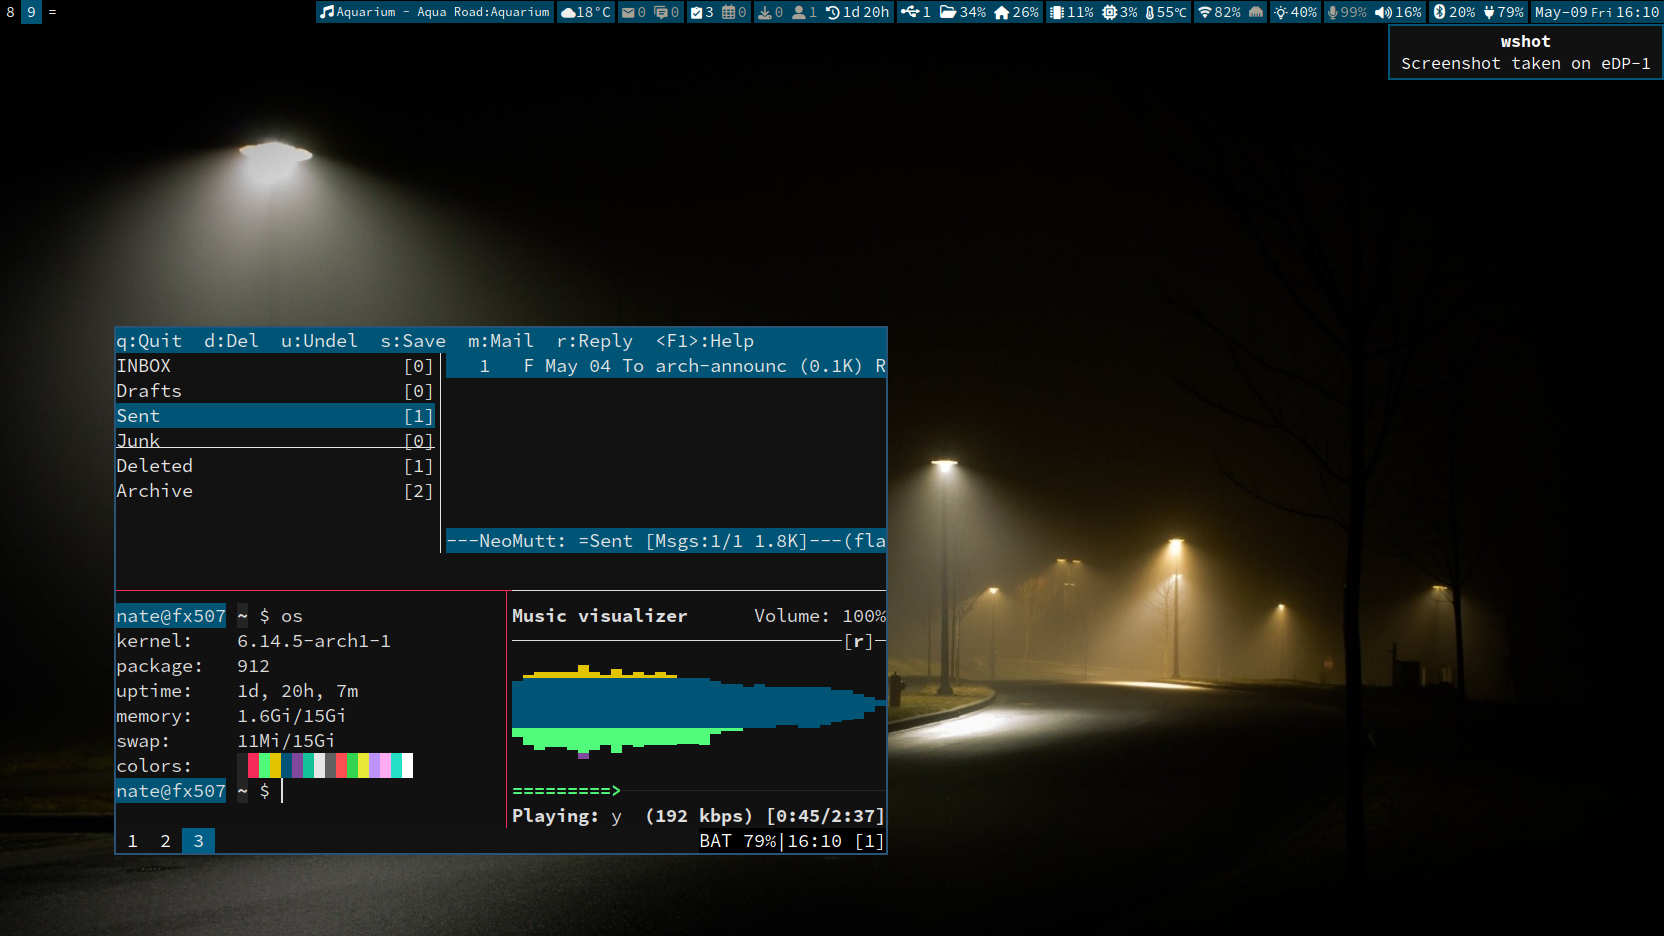 8 9 =
Aquarium - Aqua Road:Aquarium 18°C 0 0 3 0 0 1 1d 20h 1 34% 26% 11% 3% 55℃ 82% 40% 99% 16% 20% 79% May-09 Fri 16:10
wshot
Screenshot taken on eDP-1
q:Quit d:Del u:Undel s:Save m:Mail r:Reply <F1>:Help
INBOX [0]
1 F May 04 To arch-announc (0.1K) R
Drafts [0]
Sent [1]
Junk [0]
Deleted [1]
Archive [2]
---NeoMutt: =Sent [Msgs:1/1 1.8K]---(fla
nate@fx507 ~ $ os
kernel: 6.14.5-arch1-1
package: 912
uptime: 1d, 20h, 7m
memory: 1.6Gi/15Gi
swap: 11Mi/15Gi
colors:
nate@fx507 ~ $
Music visualizer Volume: 100%
[r]
=========>
Playing: y (192 kbps) [0:45/2:37]
1 2 3
BAT 79%|16:10 [1]